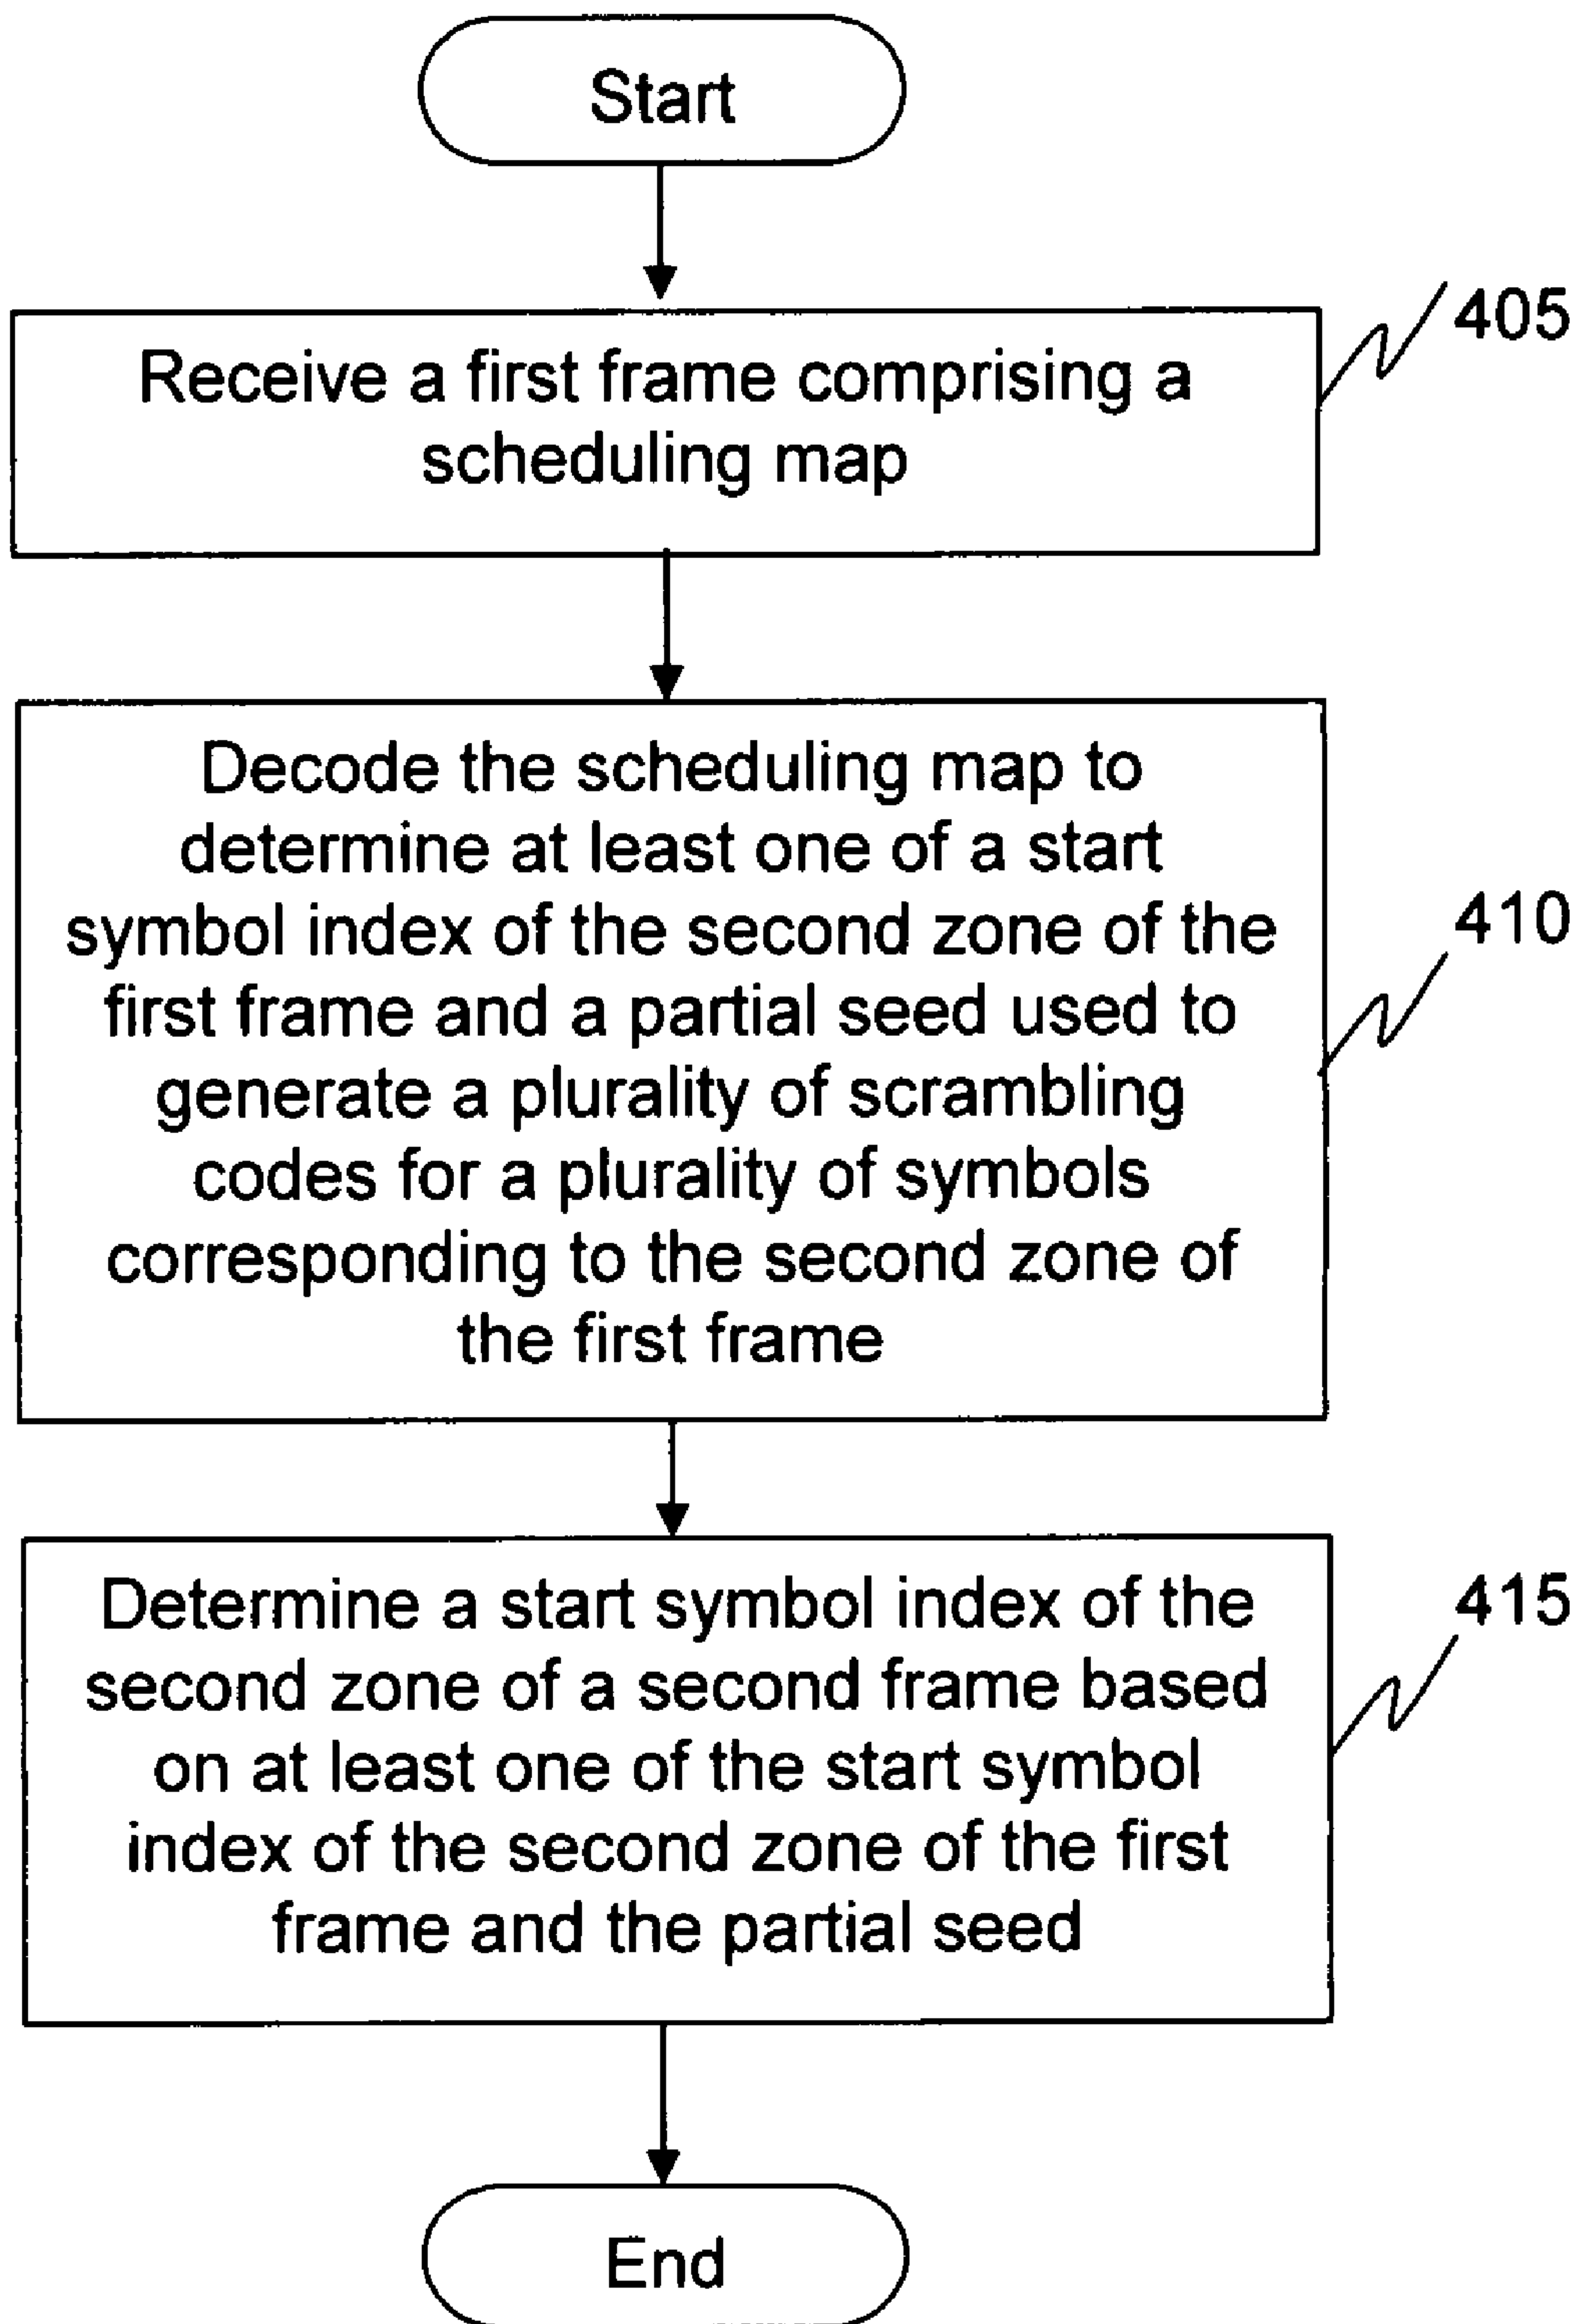 Start
405
Receive a first frame comprising a
scheduling map
Decode the scheduling map to
determine at least one of a start
symbol index of the second zone of the
first frame and a partial seed used to
generate a plurality of scrambling
codes for a plurality of symbols
corresponding to the second zone of
the first frame
410
Determine a start symbol index of the
second zone of a second frame based
on at least one of the start symbol
index of the second zone of the first
frame and the partial seed
415
End